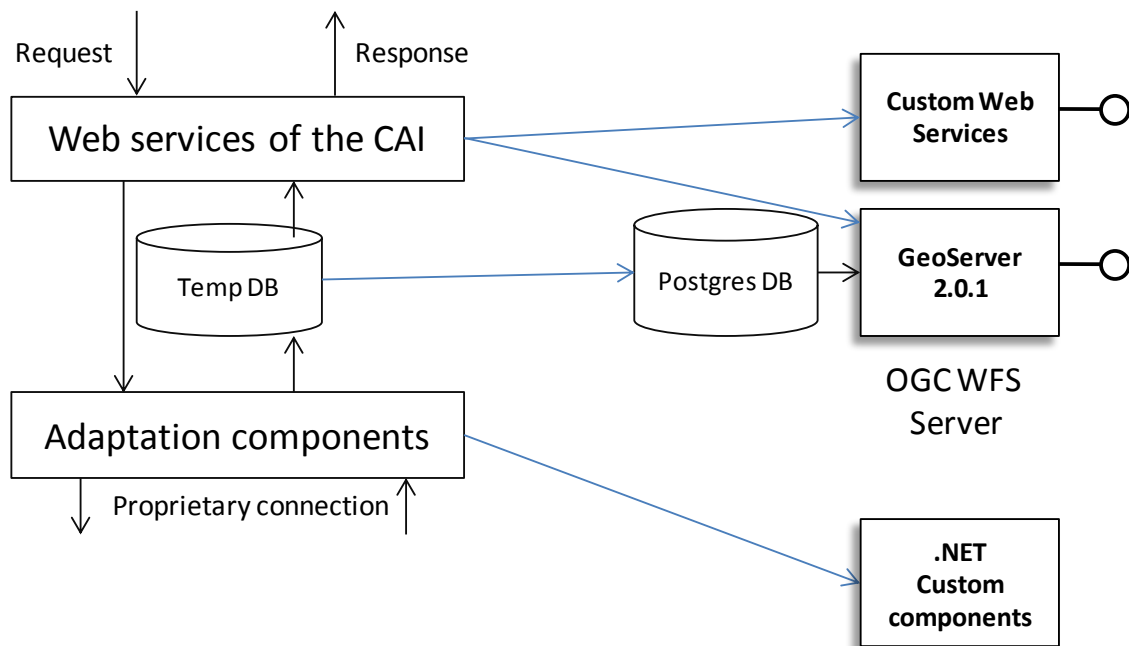 Request
Response
Web services of the CAI
Custom Web
Services
Temp DB
Postgres DB
GeoServer
2.0.1
OGC WFS
Server
Adaptation components
Proprietary connection
.NET
Custom
components